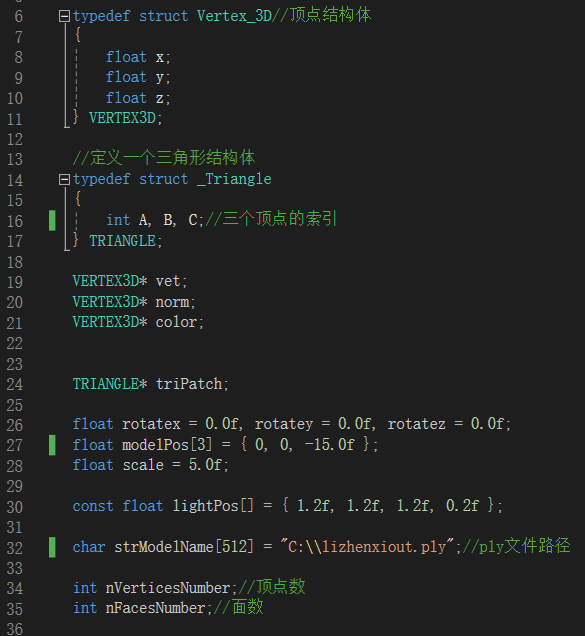 6 typedef struct Vertex_3D//顶点结构体
7 {
8 float x;
9 float y;
10 float z;
11 } VERTEX3D;
12
13 //定义一个三角形结构体
14 typedef struct _Triangle
15 {
16 int A, B, C;//三个顶点的索引
17 } TRIANGLE;
18
19 VERTEX3D* vet;
20 VERTEX3D* norm;
21 VERTEX3D* color;
22
23
24 TRIANGLE* triPatch;
25
26 float rotatex = 0.0f, rotatey = 0.0f, rotatez = 0.0f;
27 float modelPos[3] = { 0, 0, -15.0f };
28 float scale = 5.0f;
29
30 const float lightPos[] = { 1.2f, 1.2f, 1.2f, 0.2f };
31
32 char strModelName[512] = "C:\\lizhenxiout.ply";//ply文件路径
33
34 int nVerticesNumber;//顶点数
35 int nFacesNumber;//面数
36